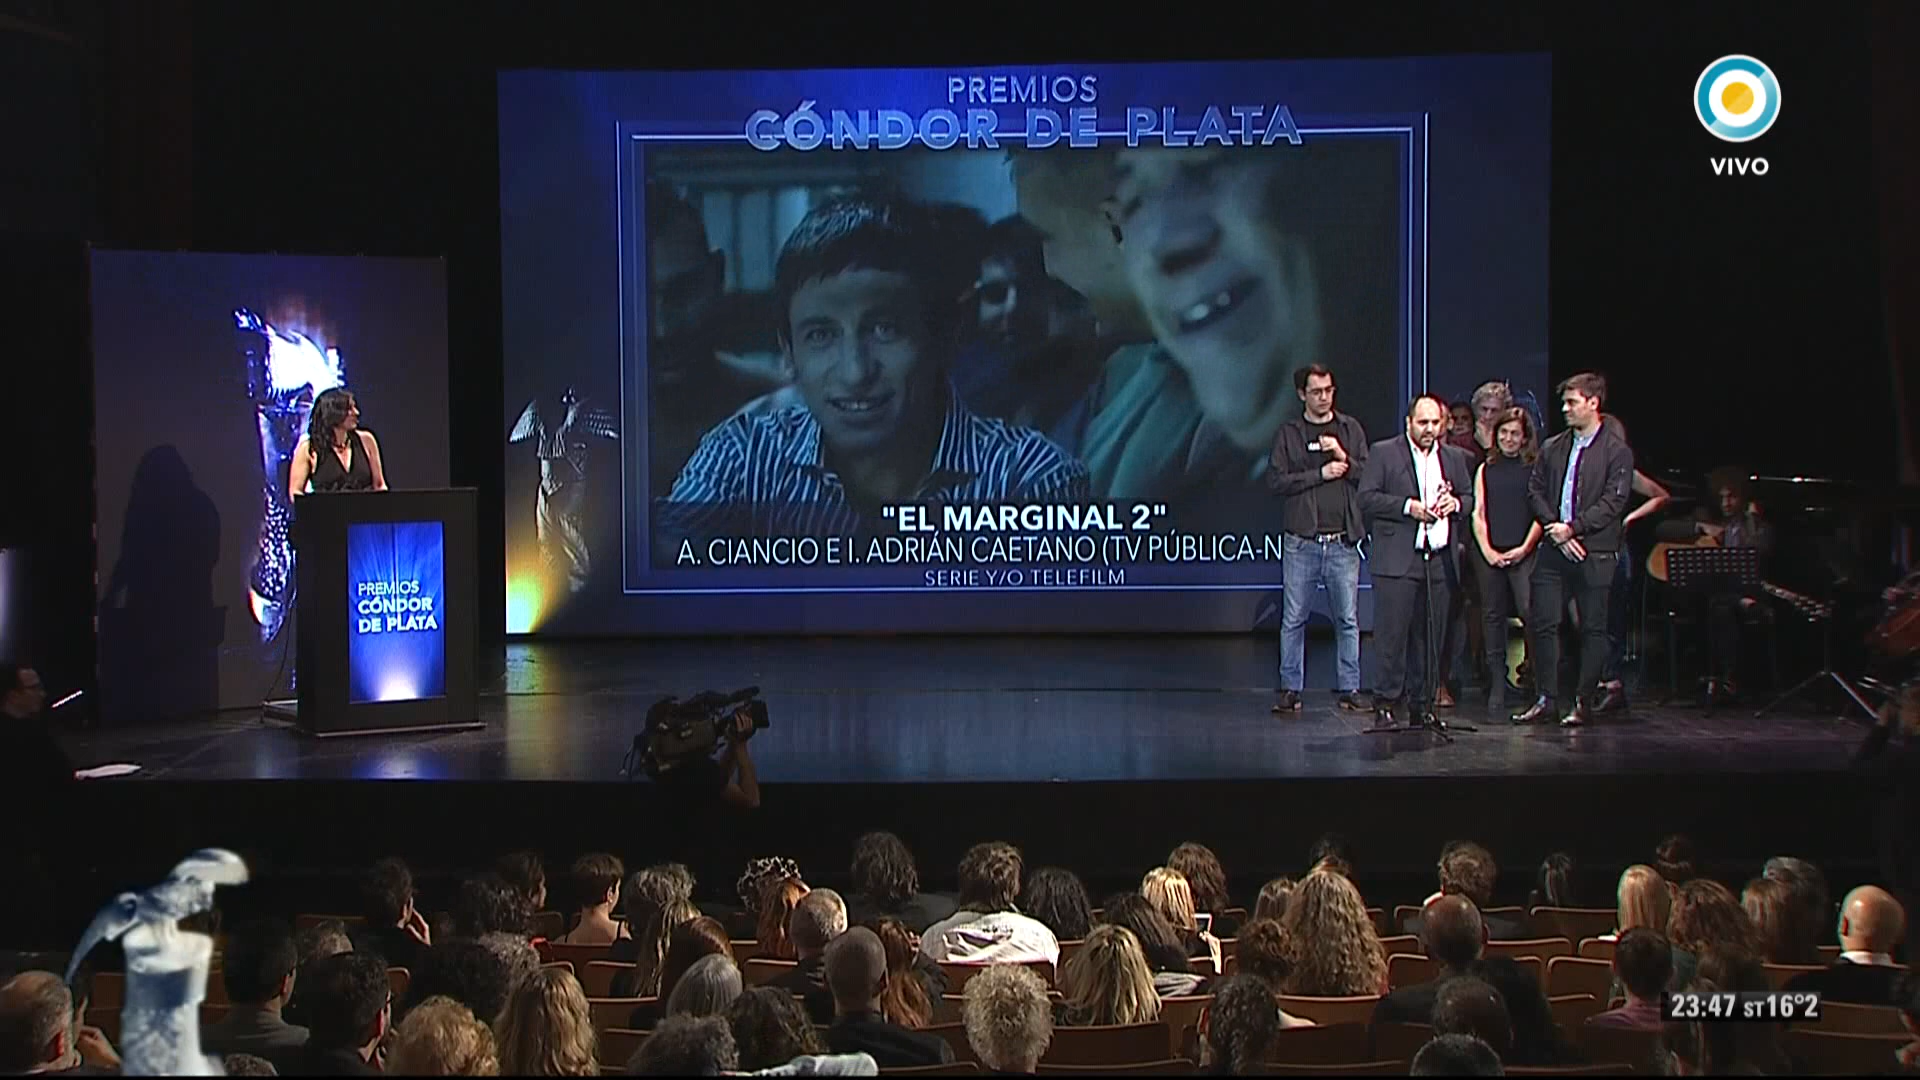 PREMIOS
CÓNDOR DE PLATA
VIVO
"EL MARGINAL 2"
A. CIANCIO E I. ADRIÁN CAETANO (TV PÚBLICA-N
SERIE Y/O TELEFILM
PREMIOS
CÓNDOR
DE PLATA
23:47 ST16°2